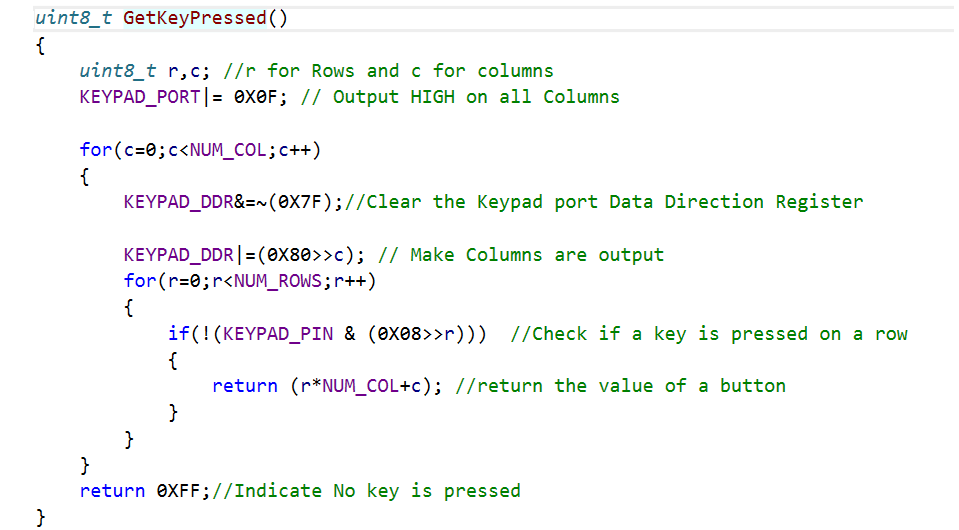 uint8_t GetKeyPressed()
{
uint8_t r,c; //r for Rows and c for columns
KEYPAD_PORT|= 0X0F; // Output HIGH on all Columns
for(c=0;c<NUM_COL;c++)
{
KEYPAD_DDR&=~(0X7F);//Clear the Keypad port Data Direction Register
KEYPAD_DDR|=(0X80>>c); // Make Columns are output
for(r=0;r<NUM_ROWS;r++)
{
if(!(KEYPAD_PIN & (0X08>>r))) //Check if a key is pressed on a row
{
return (r*NUM_COL+c); //return the value of a button
}
}
}
return 0XFF;//Indicate No key is pressed
}